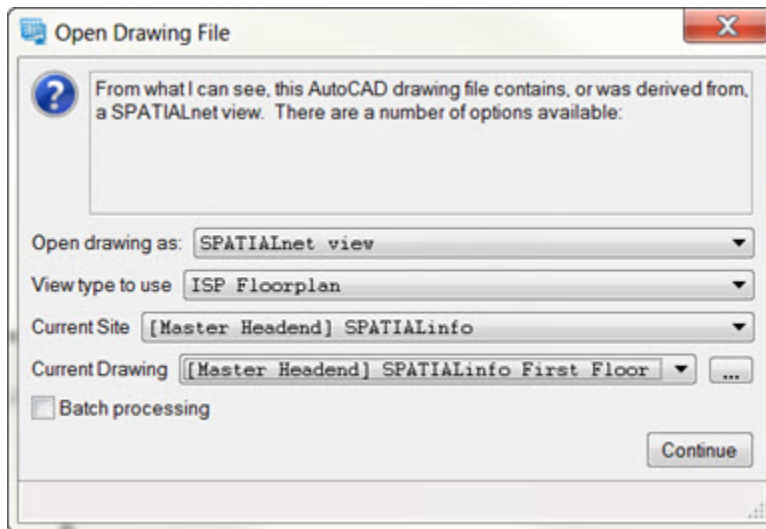 Open Drawing File
From what I can see, this AutoCAD drawing file contains, or was derived from,
a SPATIALnet view.  There are a number of options available:
Open drawing as: SPATIALnet view
View type to use ISP Floorplan
Current Site [Master Headend] SPATIALinfo
Current Drawing [Master Headend] SPATIALinfo First Floor ...
Batch processing
Continue